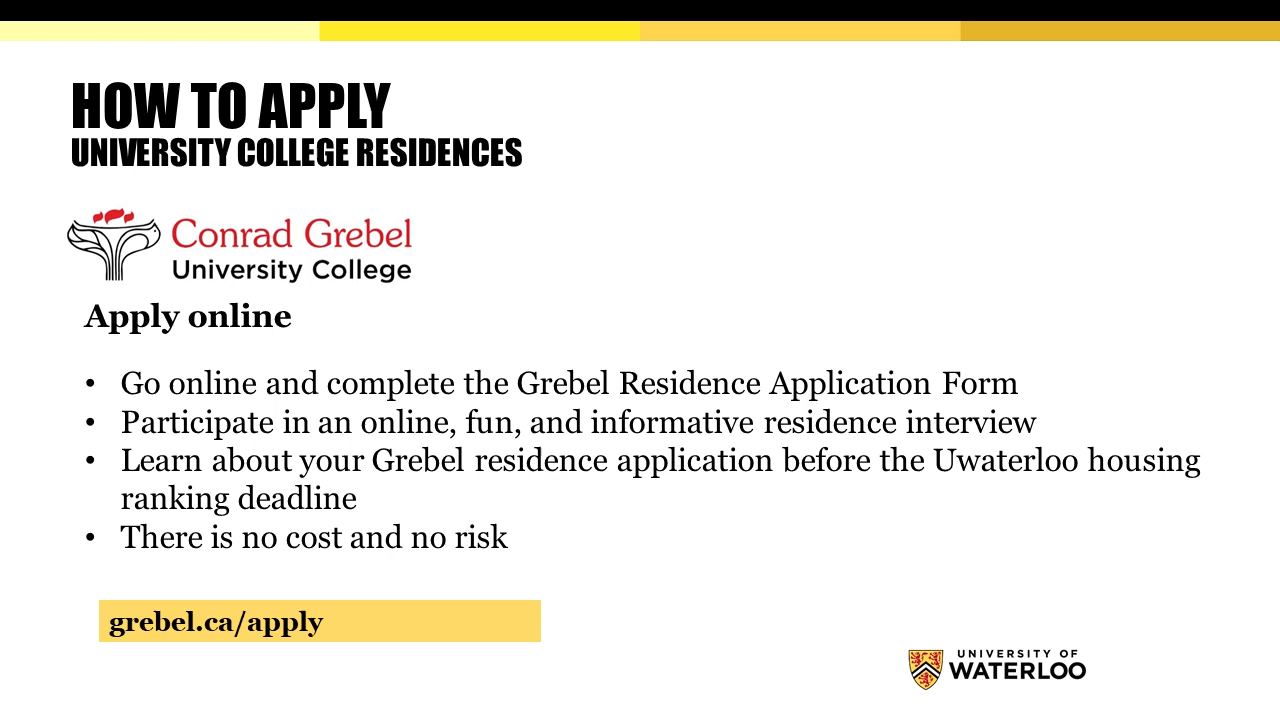 HOW TO APPLY
UNIVERSITY COLLEGE RESIDENCES
Conrad Grebel
University College
Apply online
• Go online and complete the Grebel Residence Application Form
• Participate in an online, fun, and informative residence interview
• Learn about your Grebel residence application before the Uwaterloo housing
ranking deadline
• There is no cost and no risk
grebel.ca/apply
UNIVERSITY OF
WATERLOO